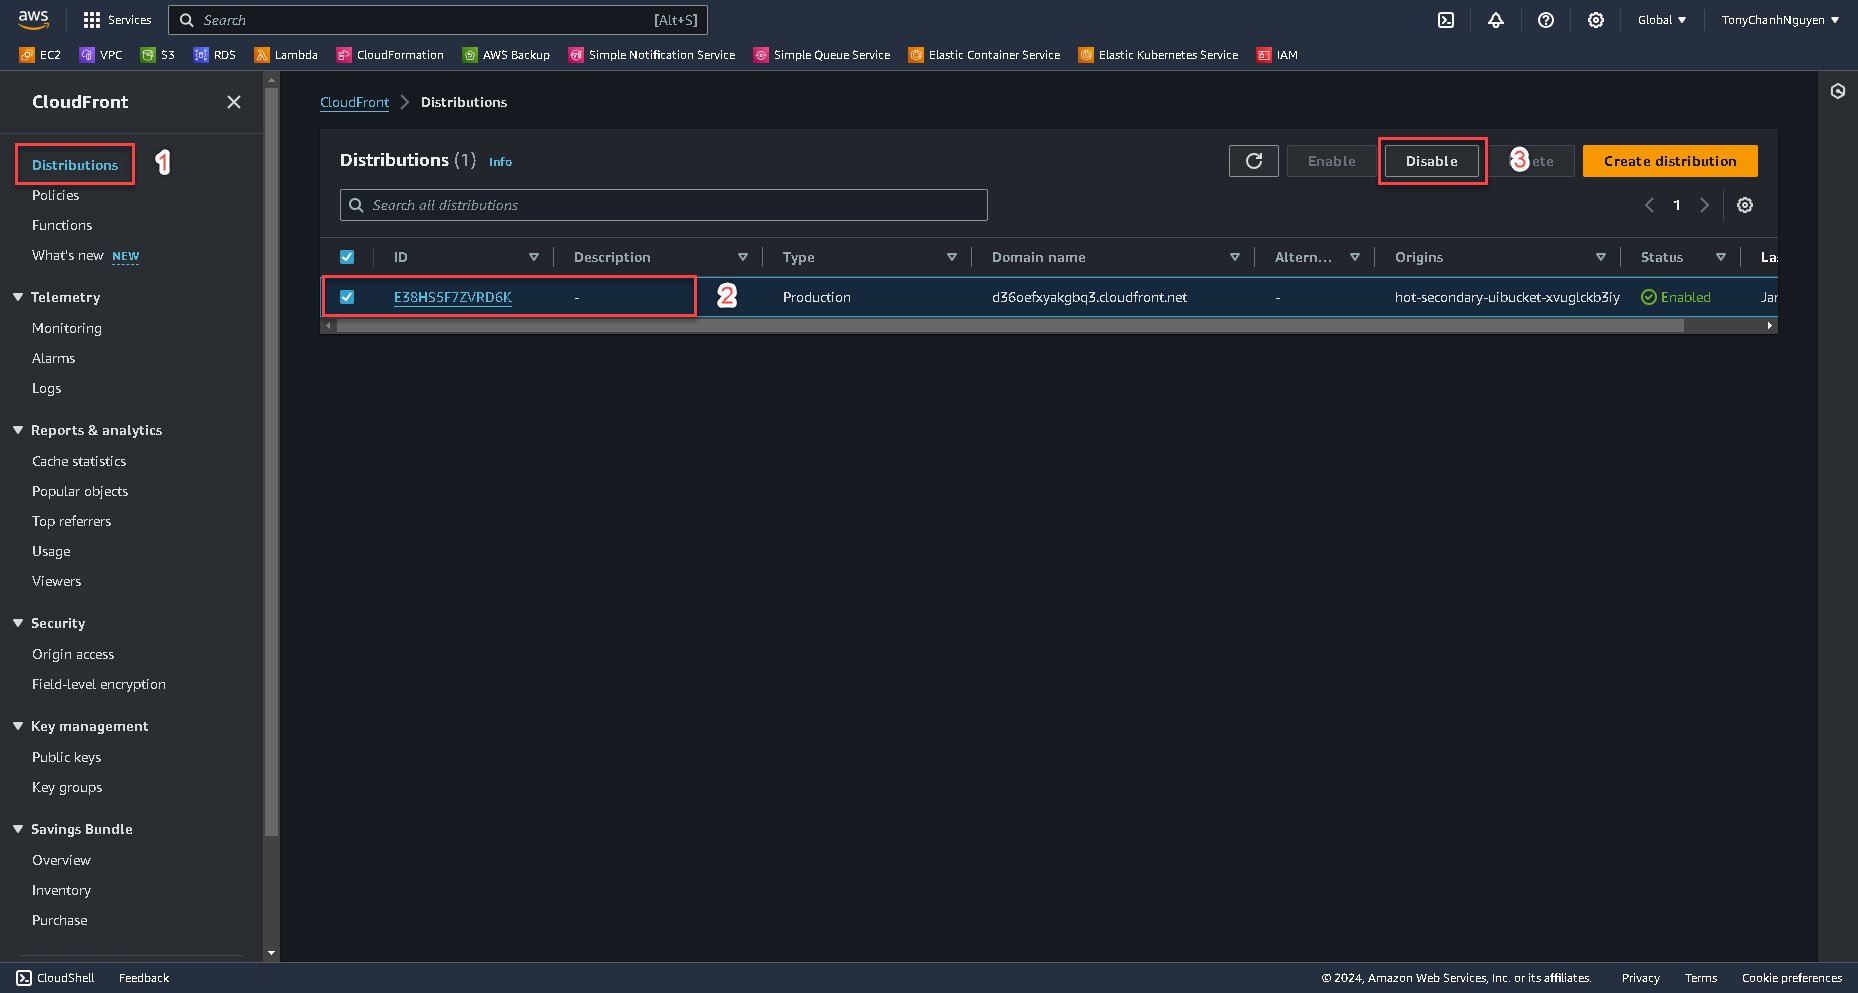 aws
Services
Search
[Alt+S]
Global
TonyChanhNguyen
EC2
VPC
S3
RDS
Lambda
CloudFormation
AWS Backup
Simple Notification Service
Simple Queue Service
Elastic Container Service
Elastic Kubernetes Service
IAM
CloudFront
Distributions
1
Policies
Functions
What's new NEW
Telemetry
Monitoring
Alarms
Logs
Reports & analytics
Cache statistics
Popular objects
Top referrers
Usage
Viewers
Security
Origin access
Field-level encryption
Key management
Public keys
Key groups
Savings Bundle
Overview
Inventory
Purchase
CloudFront
Distributions
Distributions (1) Info
Enable
Disable
3
ete
Create distribution
Search all distributions
1
ID
Description
Type
Domain name
Altern...
Origins
Status
La
E38HS5F7ZVRD6K
-
2
Production
d36oefxyakgbq3.cloudfront.net
-
hot-secondary-uibucket-xvuglckb3iy
Enabled
Jar
CloudShell
Feedback
© 2024, Amazon Web Services, Inc. or its affiliates.
Privacy
Terms
Cookie preferences